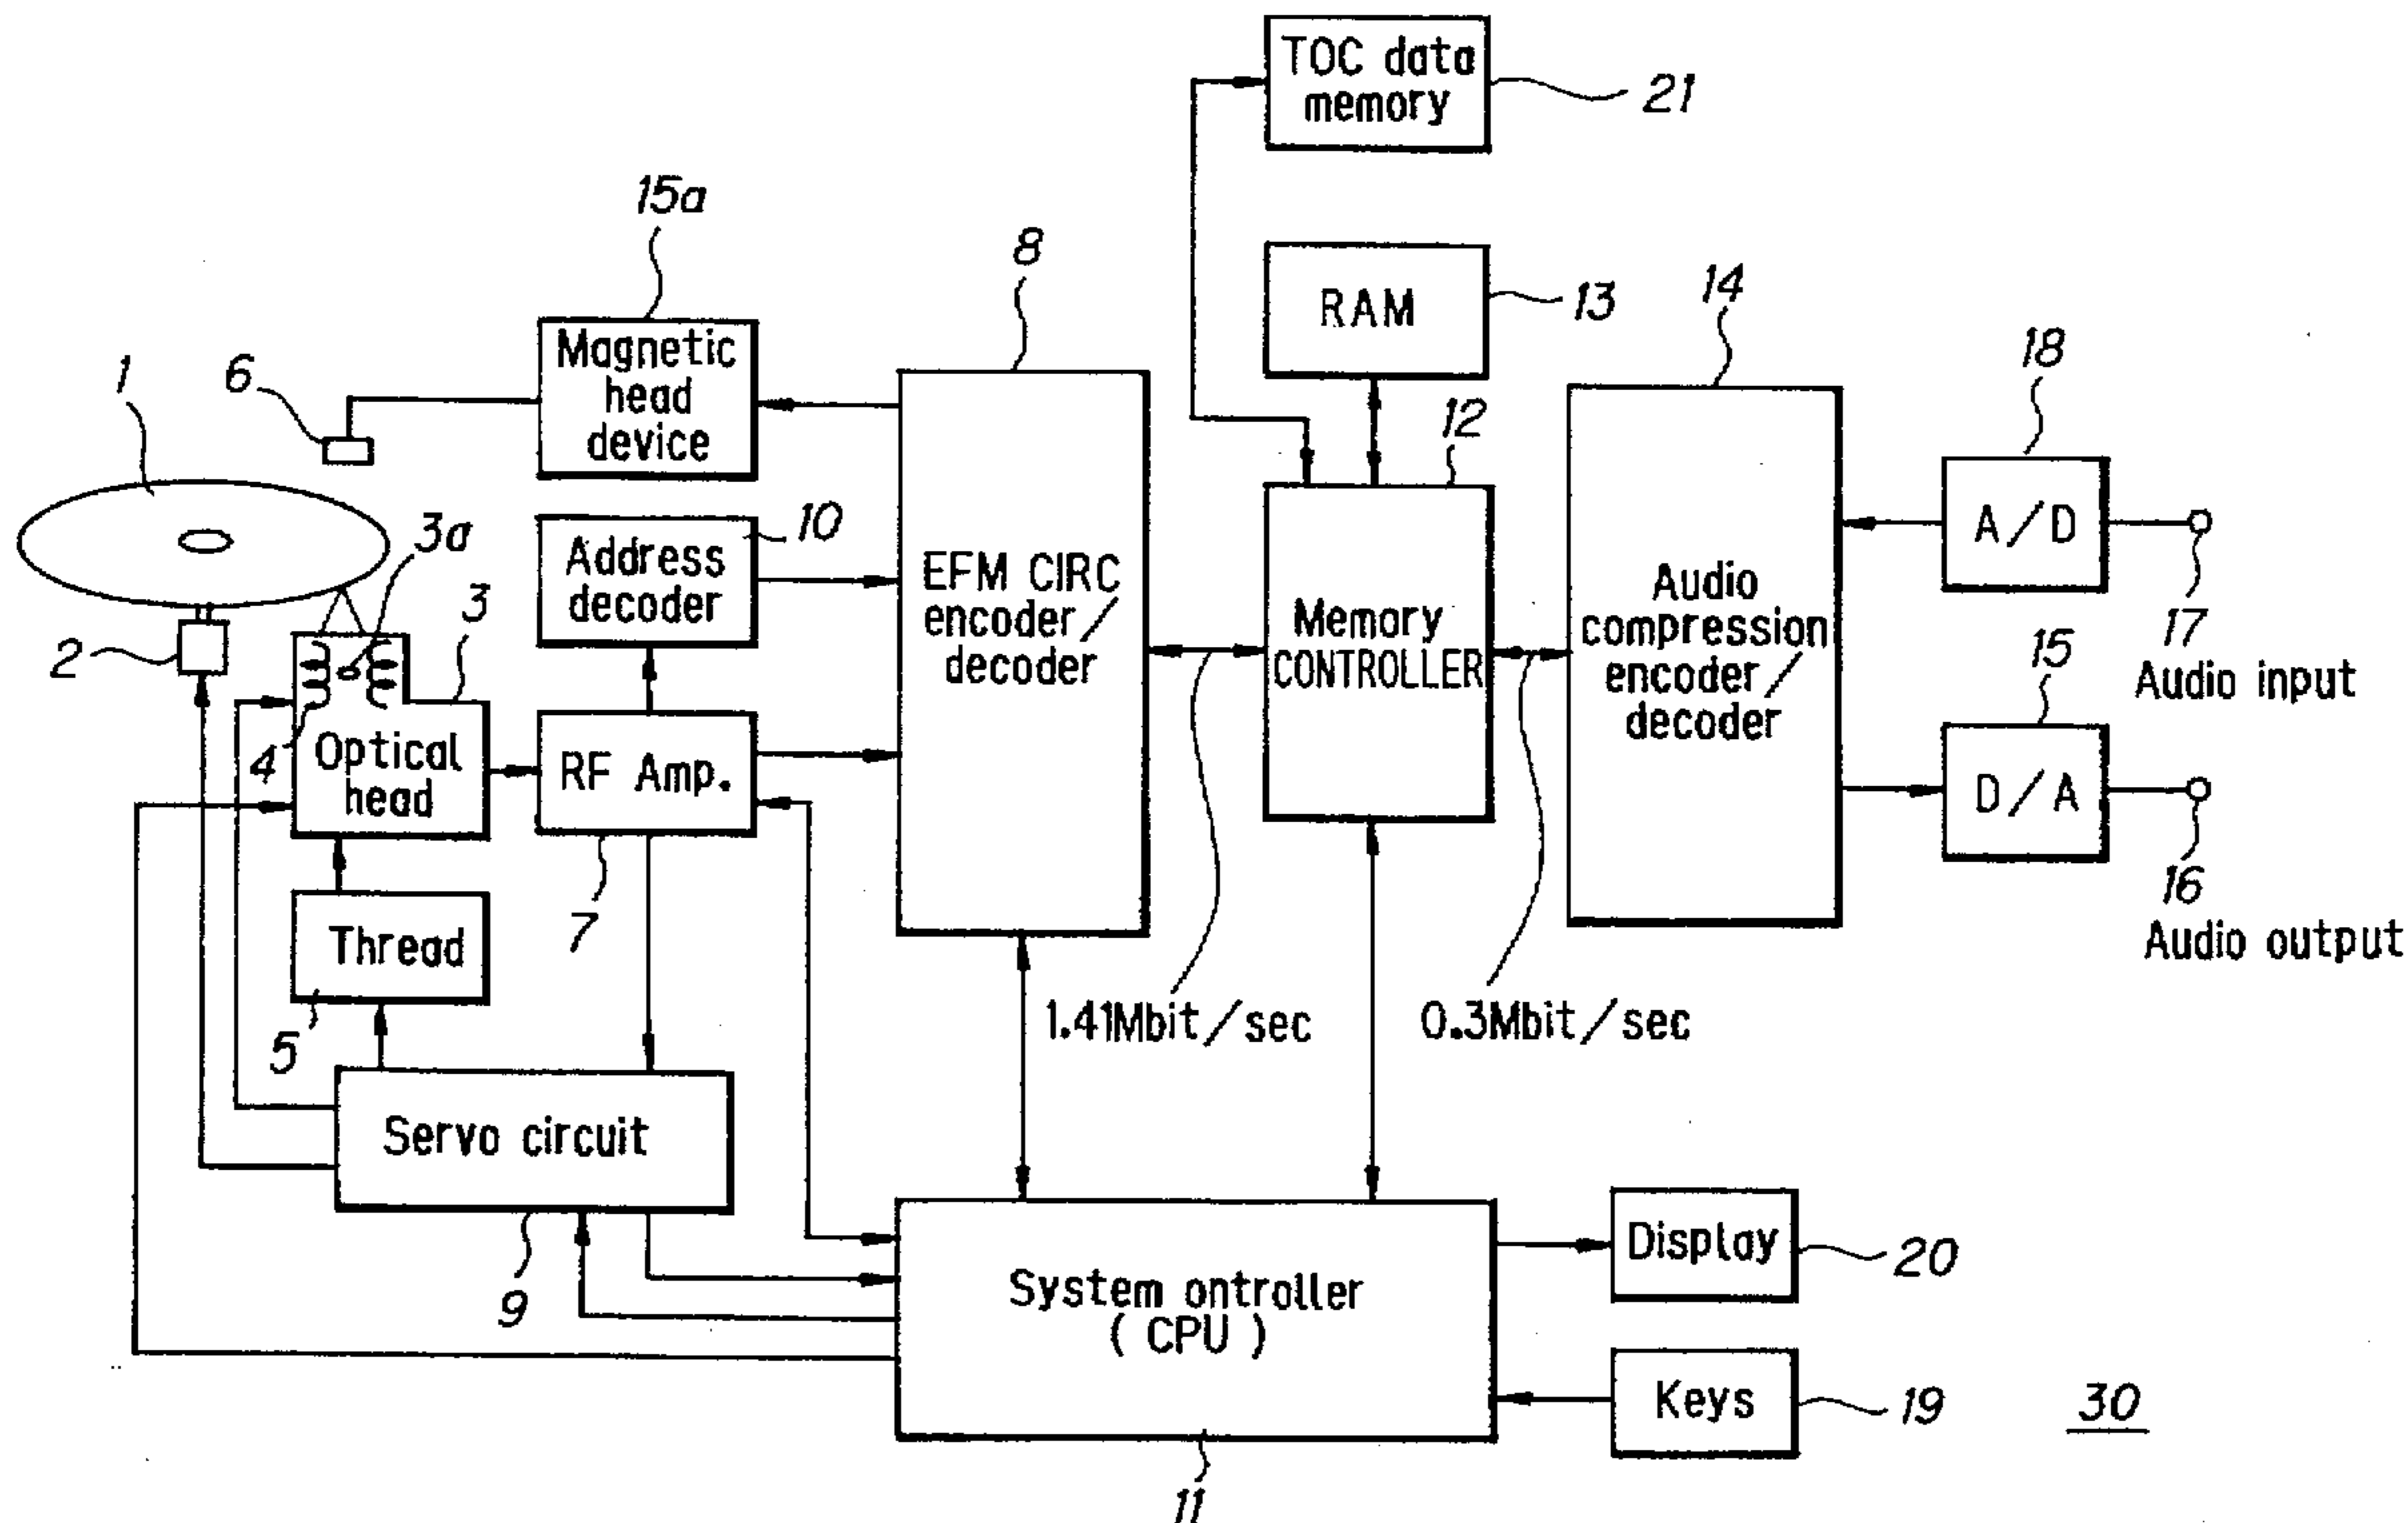 TOC data
memory
21
15a
8
RAM
13
14
18
Magnetic
head
device
6
1
12
A/D
3a
10
Address
decoder
EFM CIRC
encoder/
decoder
Memory
CONTROLLER
Audio
compression
encoder/
decoder
3
2
17
Audio input
15
4
Optical
head
RF Amp.
D/A
16
Audio output
7
Thread
5
1.41Mbit/sec
0.3Mbit/sec
Servo circuit
9
System ontroller
( CPU )
Display
20
Keys
19
30
11